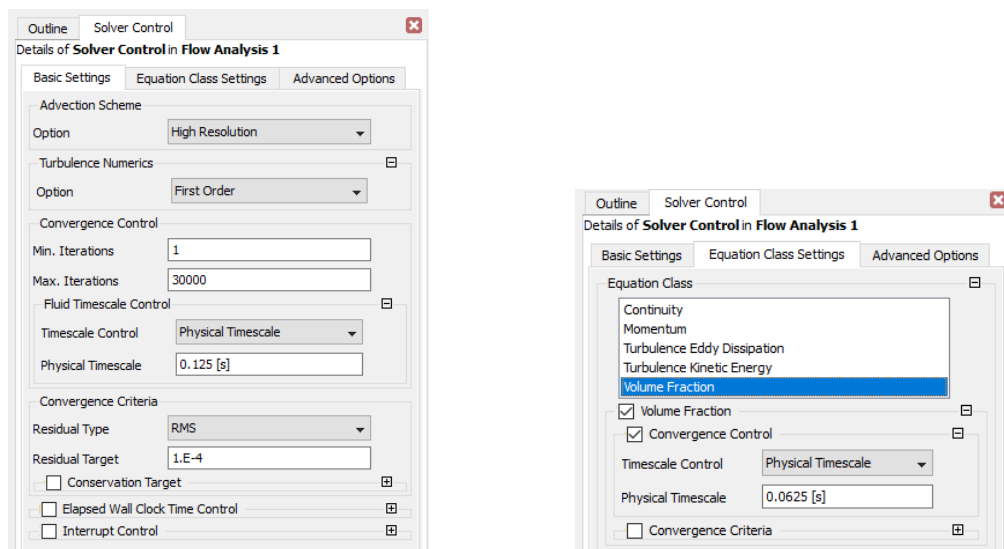 Outline Solver Control
Details of Solver Control in Flow Analysis 1
Basic Settings Equation Class Settings Advanced Options
Advection Scheme
Option High Resolution
Turbulence Numerics
Option First Order
Convergence Control
Min. Iterations 1
Max. Iterations 30000
Fluid Timescale Control
Timescale Control Physical Timescale
Physical Timescale 0.125 [s]
Convergence Criteria
Residual Type RMS
Residual Target 1.E-4
Conservation Target
Elapsed Wall Clock Time Control
Interrupt Control
Outline Solver Control
Details of Solver Control in Flow Analysis 1
Basic Settings Equation Class Settings Advanced Options
Equation Class
Continuity
Momentum
Turbulence Eddy Dissipation
Turbulence Kinetic Energy
Volume Fraction
Volume Fraction
Convergence Control
Timescale Control Physical Timescale
Physical Timescale 0.0625 [s]
Convergence Criteria